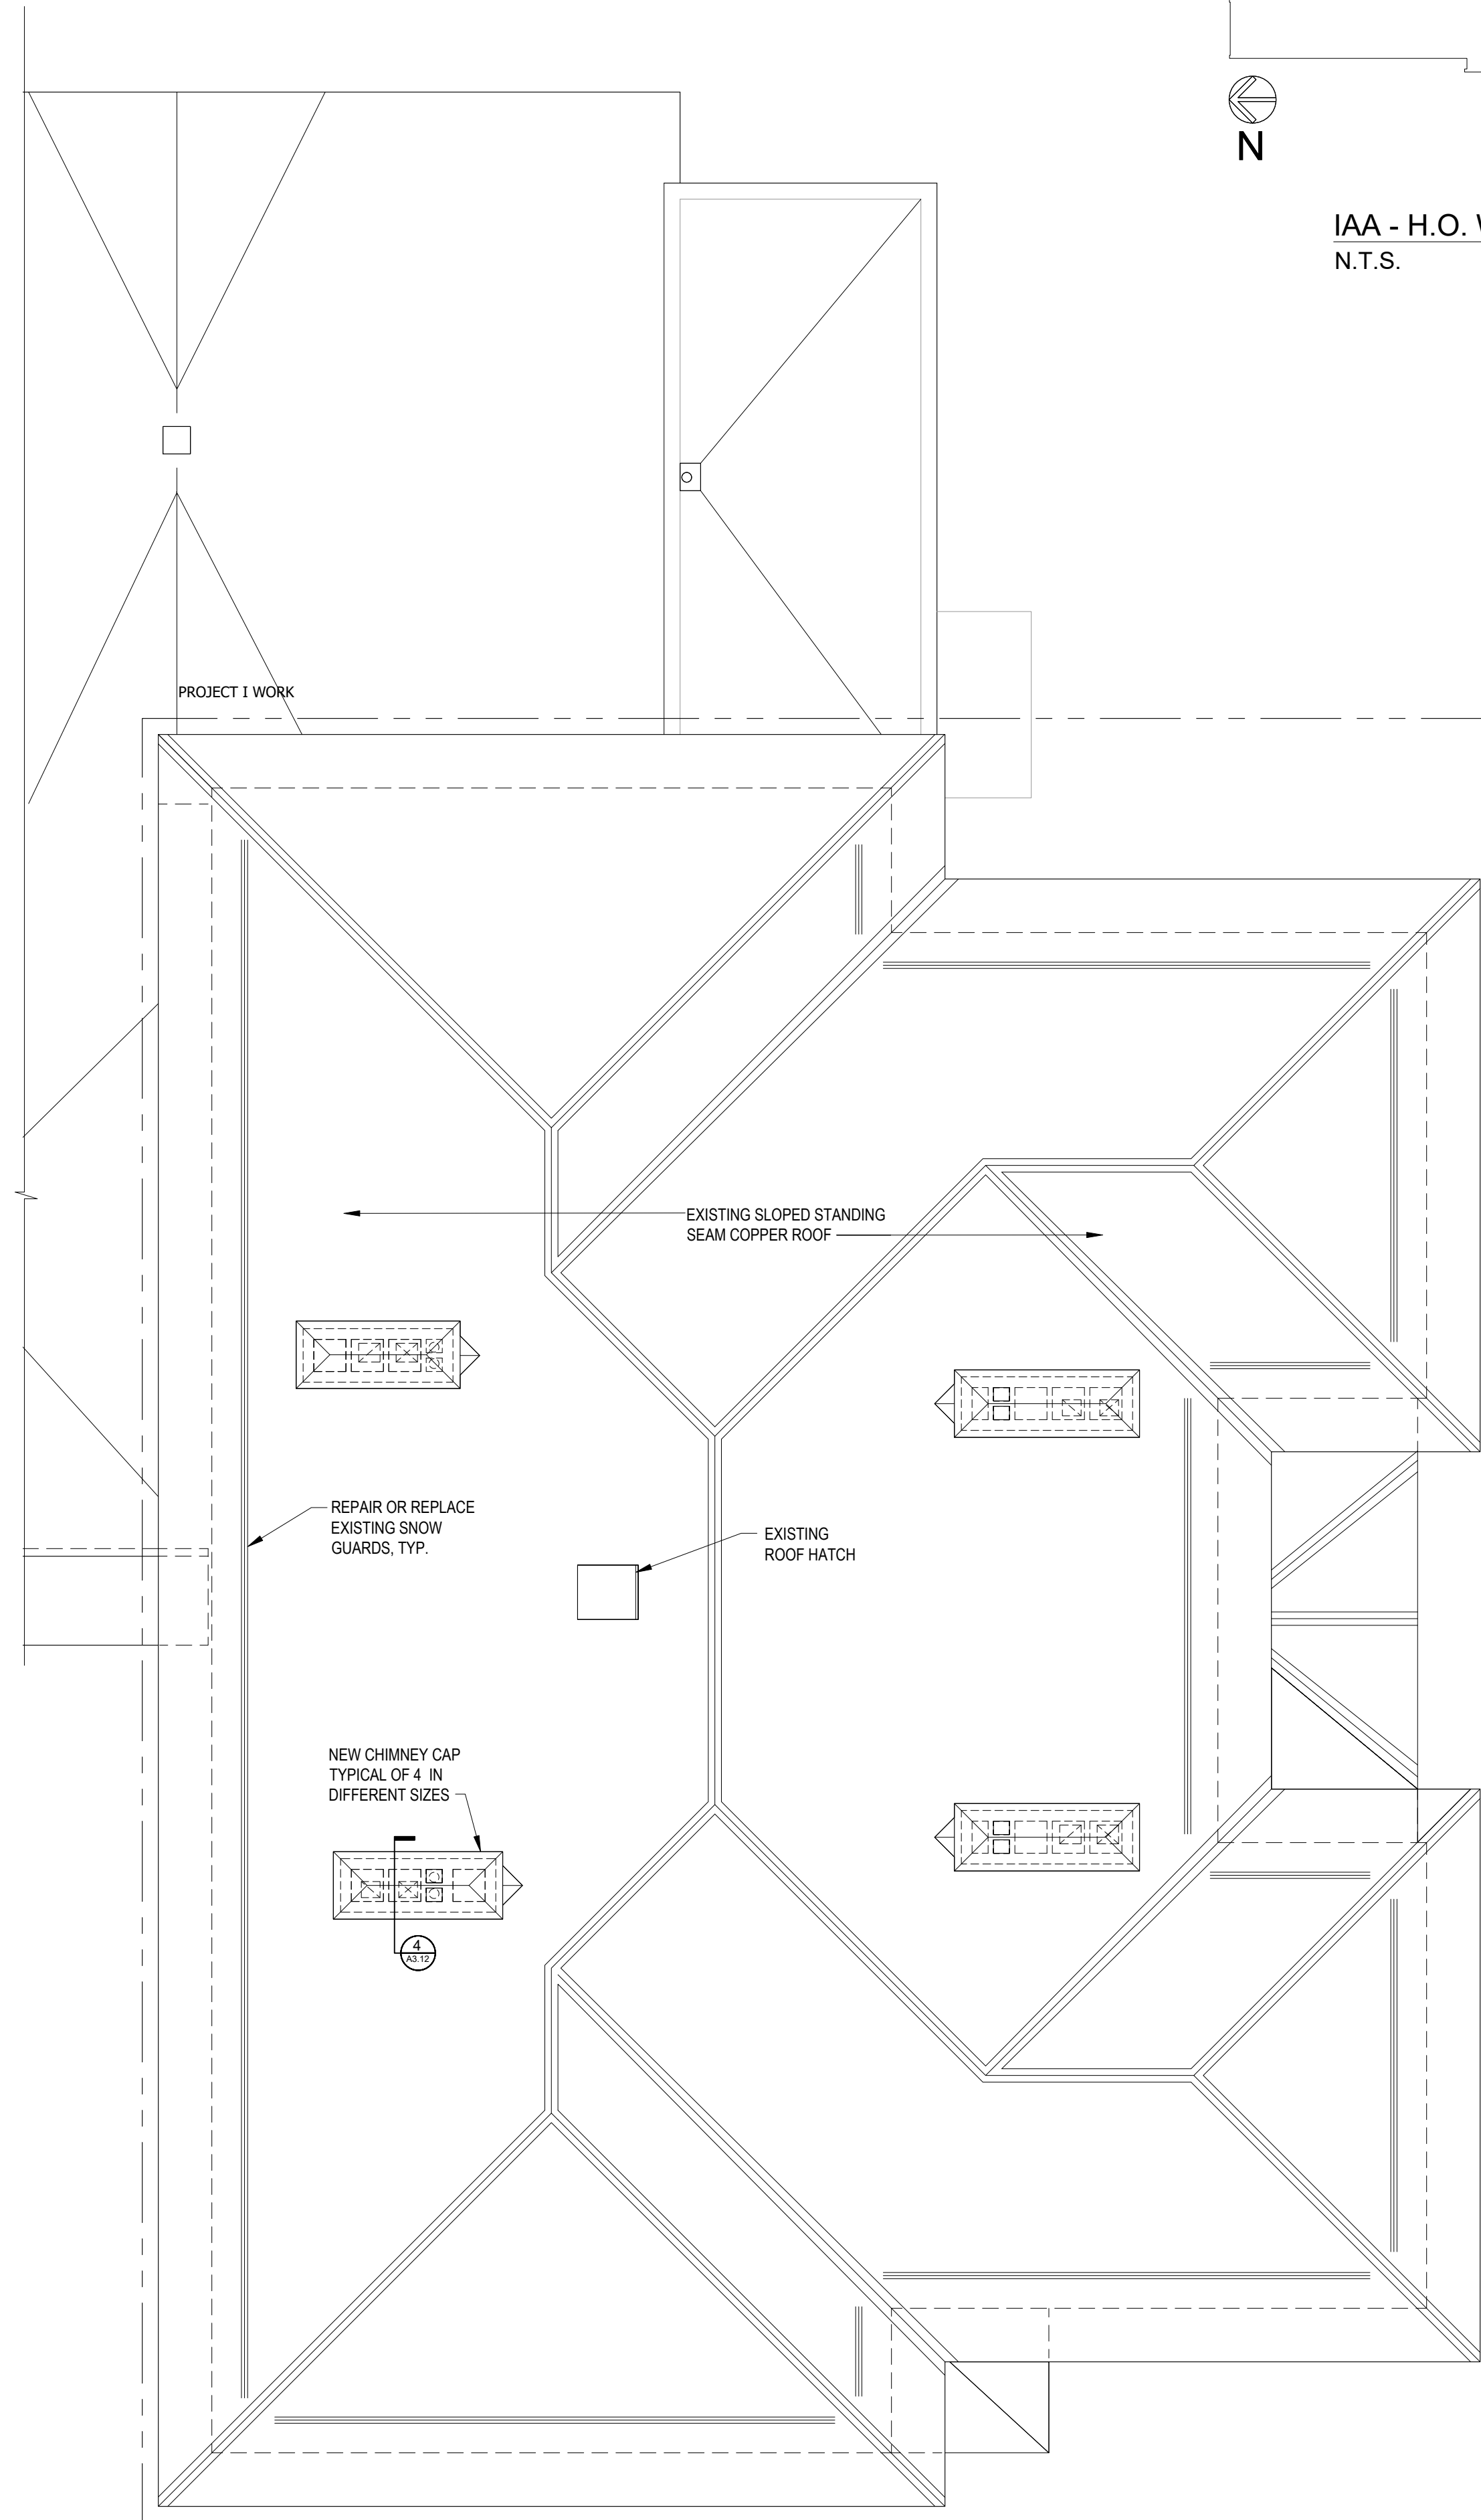 N
IAA - H.O.
N.T.S.
PROJECT I WORK
EXISTING SLOPED STANDING
SEAM COPPER ROOF
REPAIR OR REPLACE
EXISTING SNOW
GUARDS, TYP.
EXISTING
ROOF HATCH
NEW CHIMNEY CAP
TYPICAL OF 4 IN
DIFFERENT SIZES
4
A3.12